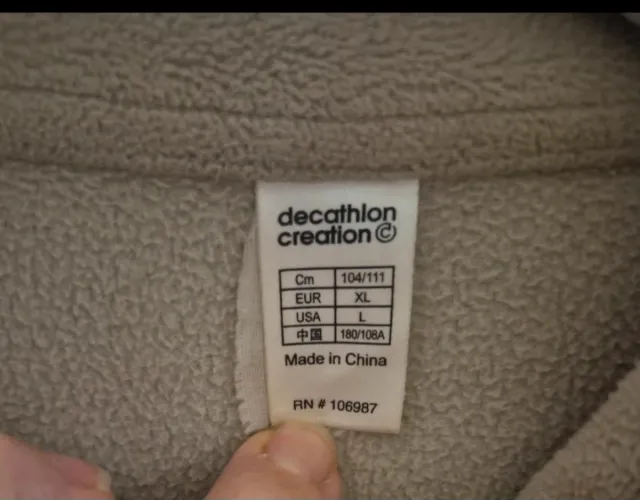 decathlon
creation ©
Cm 104/111
EUR XL
USA L
中国 180/108A
Made in China
RN # 106987